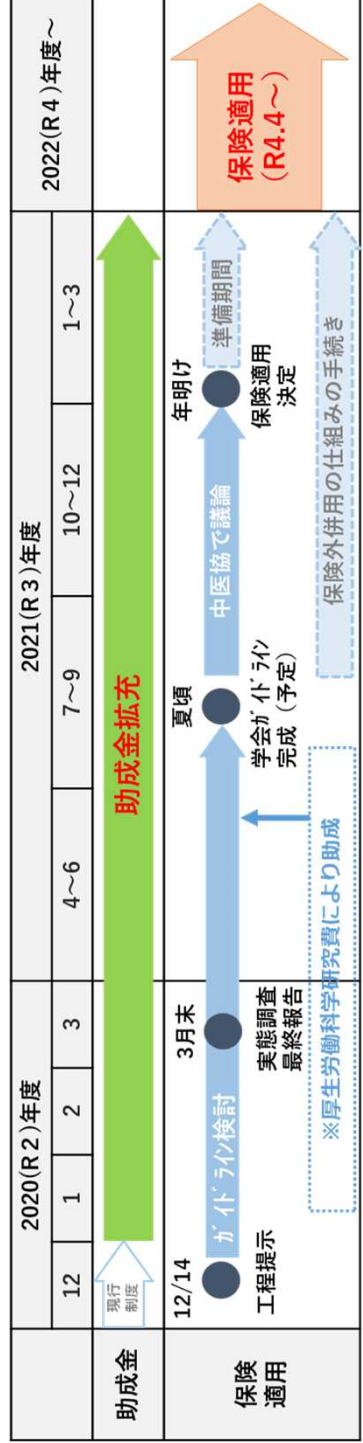 2020(R２)年度
2021(R３)年度
2022(R４)年度～
12
1
2
3
4～6
7～9
10～12
1～3
助成金
現行
制度
助成金拡充
保険
適用
12/14
3月末
夏頃
年明け
ｶﾞｲﾄﾞﾗｲﾝ検討
中医協で議論
準備期間
保険適用
(R4.4～)
工程提示
実態調査
最終報告
学会ｶﾞｲﾄﾞﾗｲﾝ
完成(予定)
保険適用
決定
※厚生労働科学研究費により助成
保険外併用の仕組みの手続き